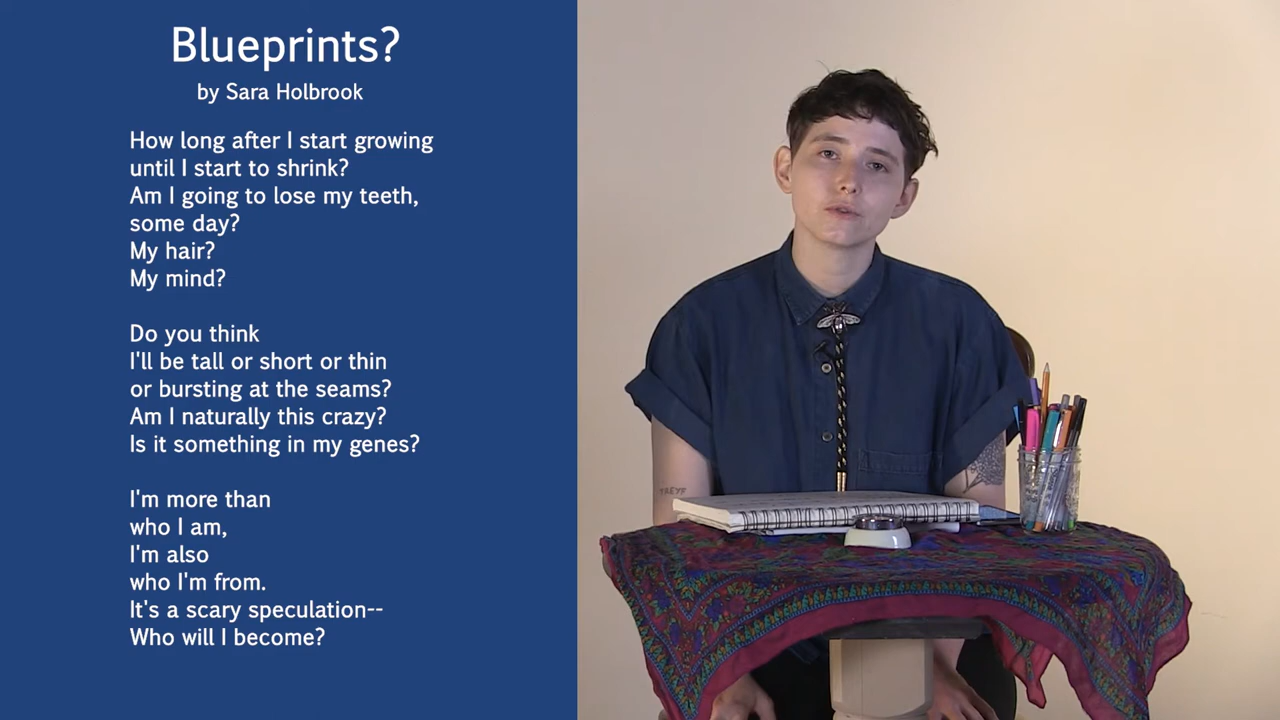 Blueprints?
by Sara Holbrook
How long after I start growing
until I start to shrink?
Am I going to lose my teeth,
some day?
My hair?
My mind?
Do you think
I'll be tall or short or thin
or bursting at the seams?
Am I naturally this crazy?
Is it something in my genes?
I'm more than
who I am,
I'm also
who I'm from.
It's a scary speculation--
Who will I become?